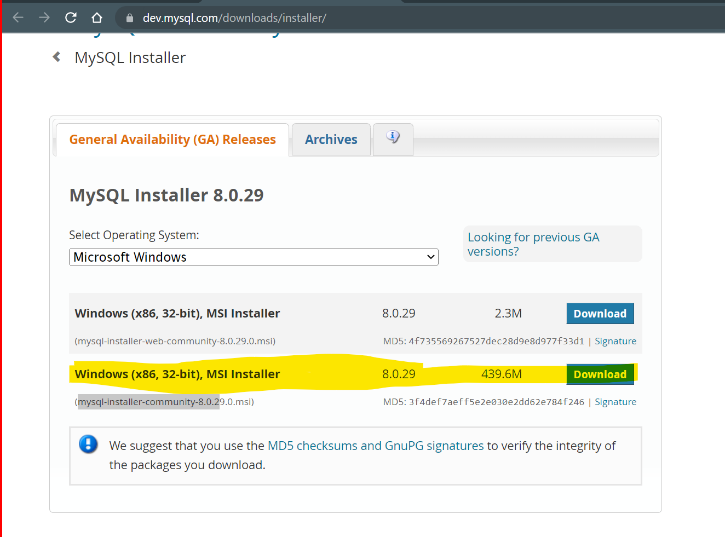 dev.mysql.com/downloads/installer/
MySQL Installer
General Availability (GA) Releases
Archives
MySQL Installer 8.0.29
Select Operating System:
Microsoft Windows
Looking for previous GA
versions?
Windows (x86, 32-bit), MSI Installer 8.0.29 2.3M Download
(mysql-installer-web-community-8.0.29.0.msi) MD5: 4f735569267527dec28d9e8d977f33d1 | Signature
Windows (x86, 32-bit), MSI Installer 8.0.29 439.6M Download
(mysql-installer-community-8.0.29.0.msi) MD5: 3f4def7aeff5e2e030e2dd62e784f246 | Signature
We suggest that you use the MD5 checksums and GnuPG signatures to verify the integrity of
the packages you download.